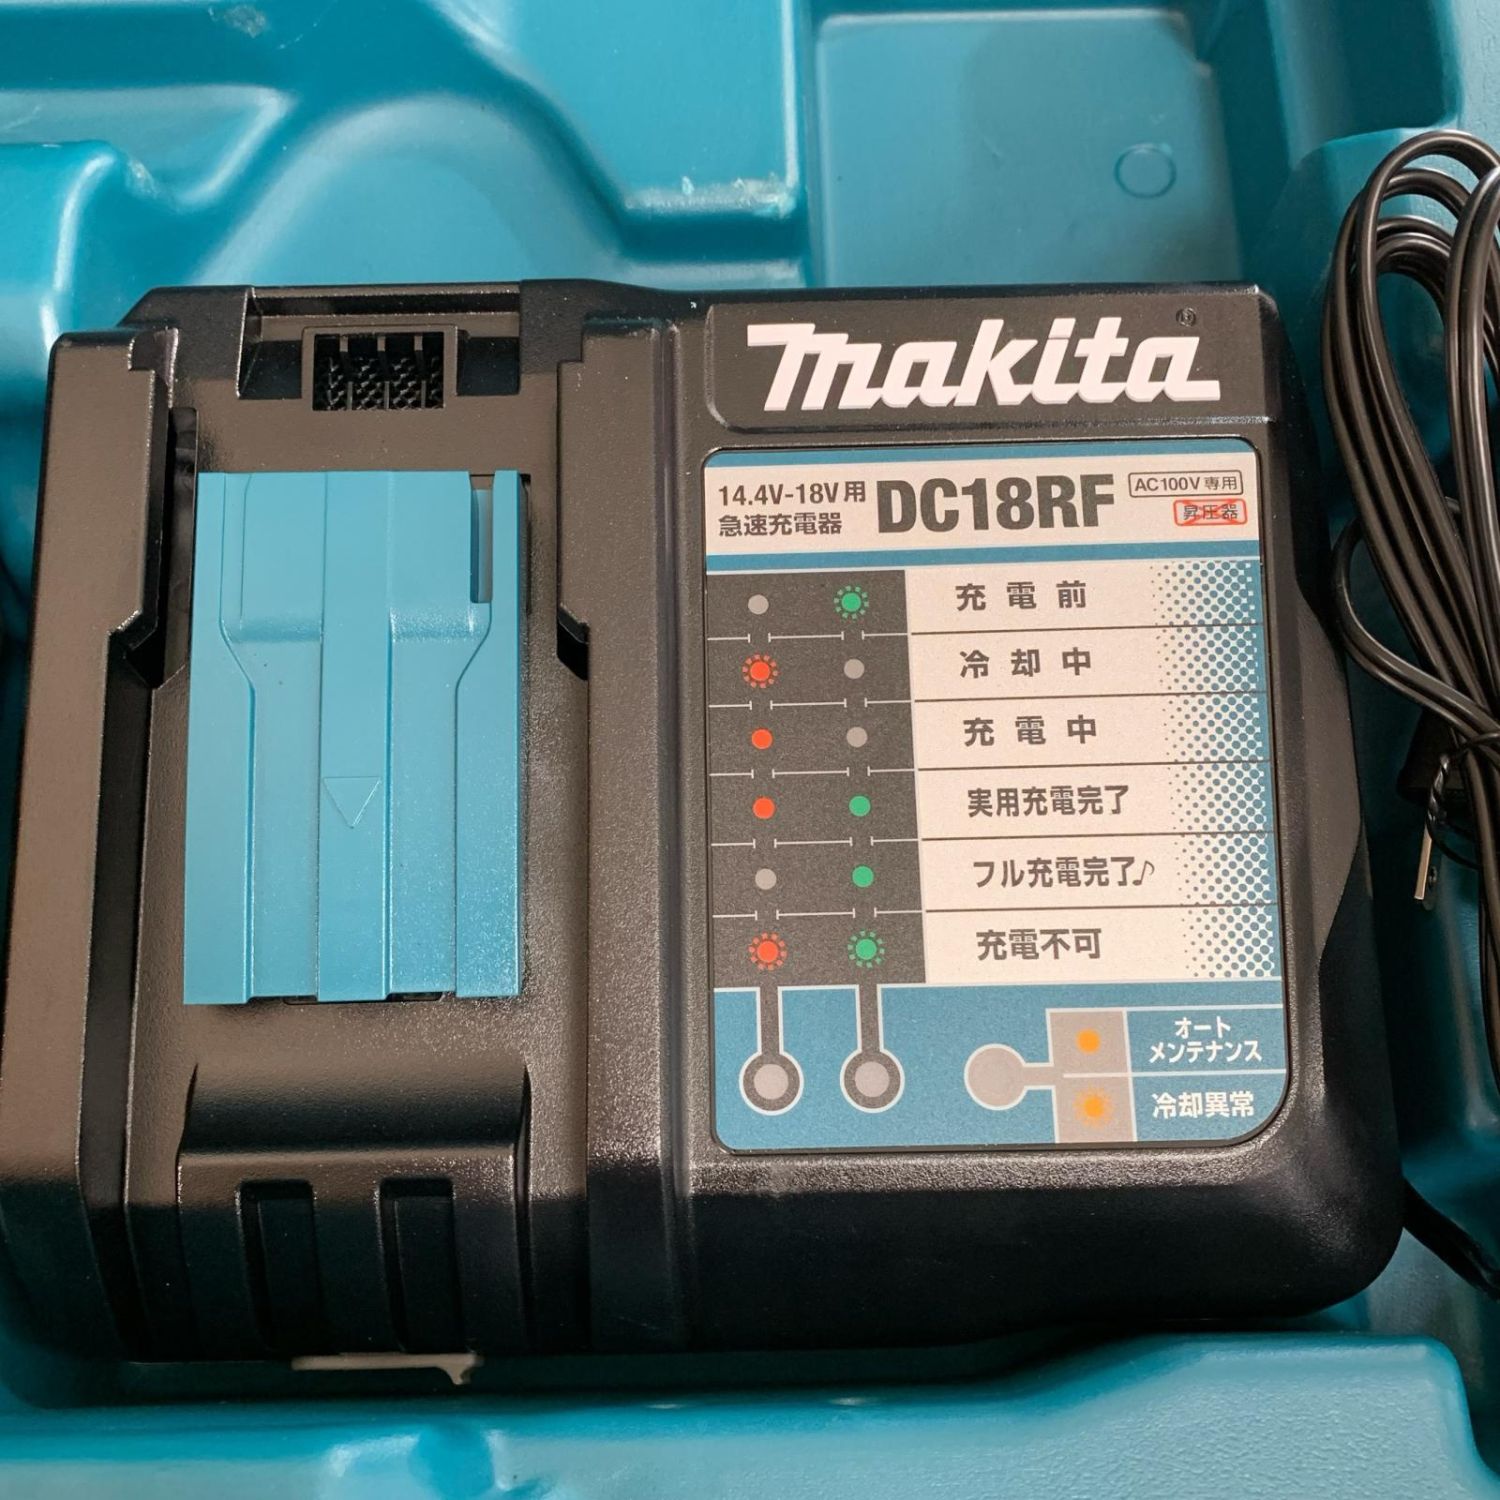 makita®
14.4V-18V用
急速充電器
DC18RF
AC100V専用
昇圧器
充電前
冷却中
充電中
実用充電完了
フル充電完了♪
充電不可
オート
メンテナンス
冷却異常